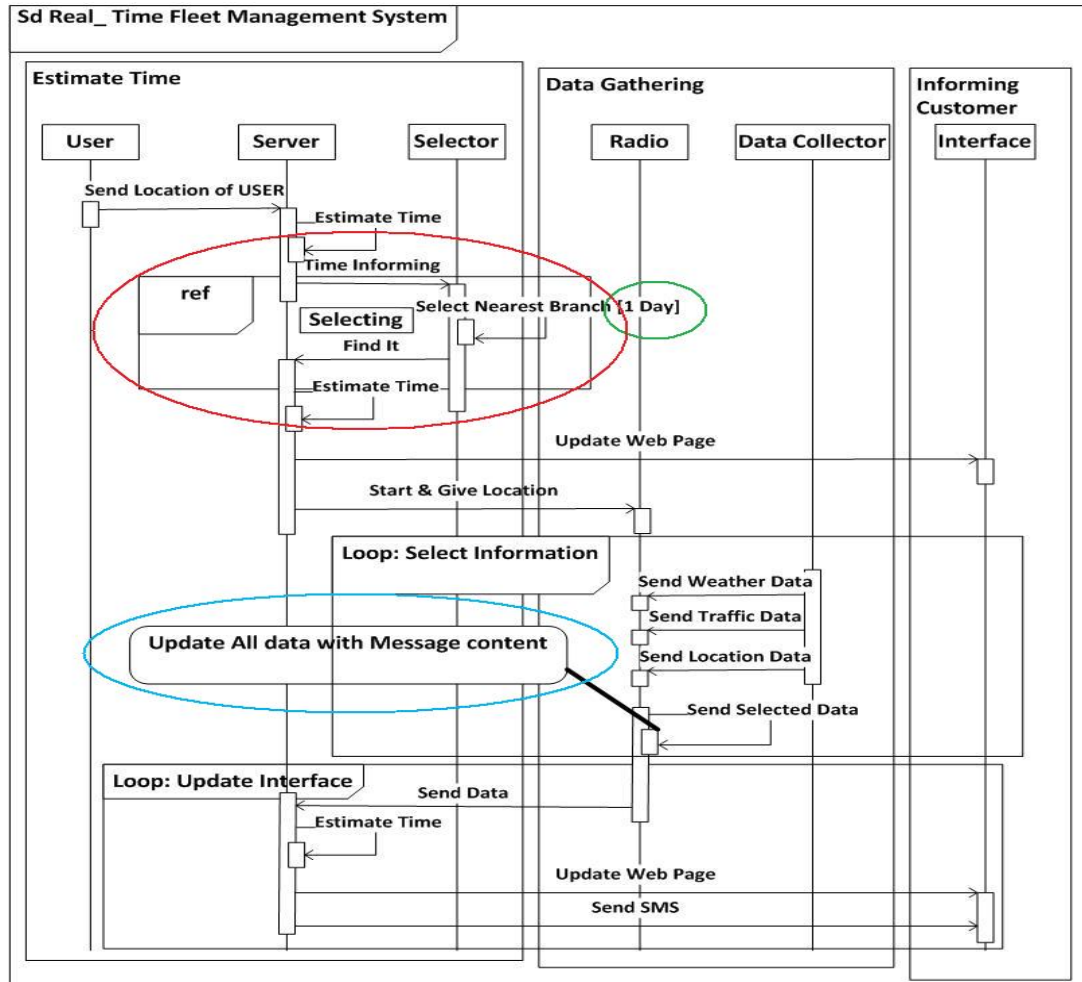 Sd Real_ Time Fleet Management System
Estimate Time
Data Gathering
Informing
Customer
User
Server
Selector
Radio
Data Collector
Interface
Send Location of USER
Estimate Time
Time Informing
ref
Select Nearest Branch [1 Day]
Selecting
Find It
Estimate Time
Update Web Page
Start & Give Location
Loop: Select Information
Send Weather Data
Send Traffic Data
Update All data with Message content
Send Location Data
Send Selected Data
Loop: Update Interface
Send Data
Estimate Time
Update Web Page
Send SMS